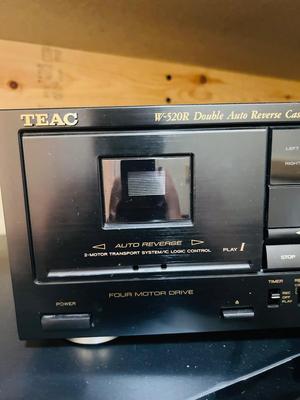 TEAC
W-520R Double Auto Reverse Cas
LEFT
RIGHT
AUTO REVERSE
2-MOTOR TRANSPORT SYSTEM/IC LOGIC CONTROL
PLAY I
STOP
FOUR MOTOR DRIVE
POWER
TIMER
REC
OFF
PLAY